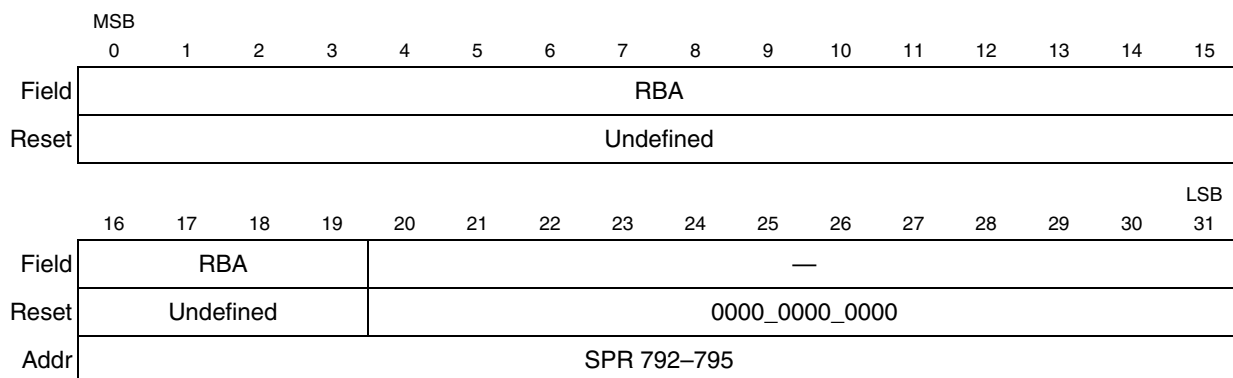 MSB
0 1 2 3 4 5 6 7 8 9 10 11 12 13 14 15
Field RBA
Reset Undefined
LSB
16 17 18 19 20 21 22 23 24 25 26 27 28 29 30 31
Field RBA —
Reset Undefined 0000_0000_0000
Addr SPR 792–795